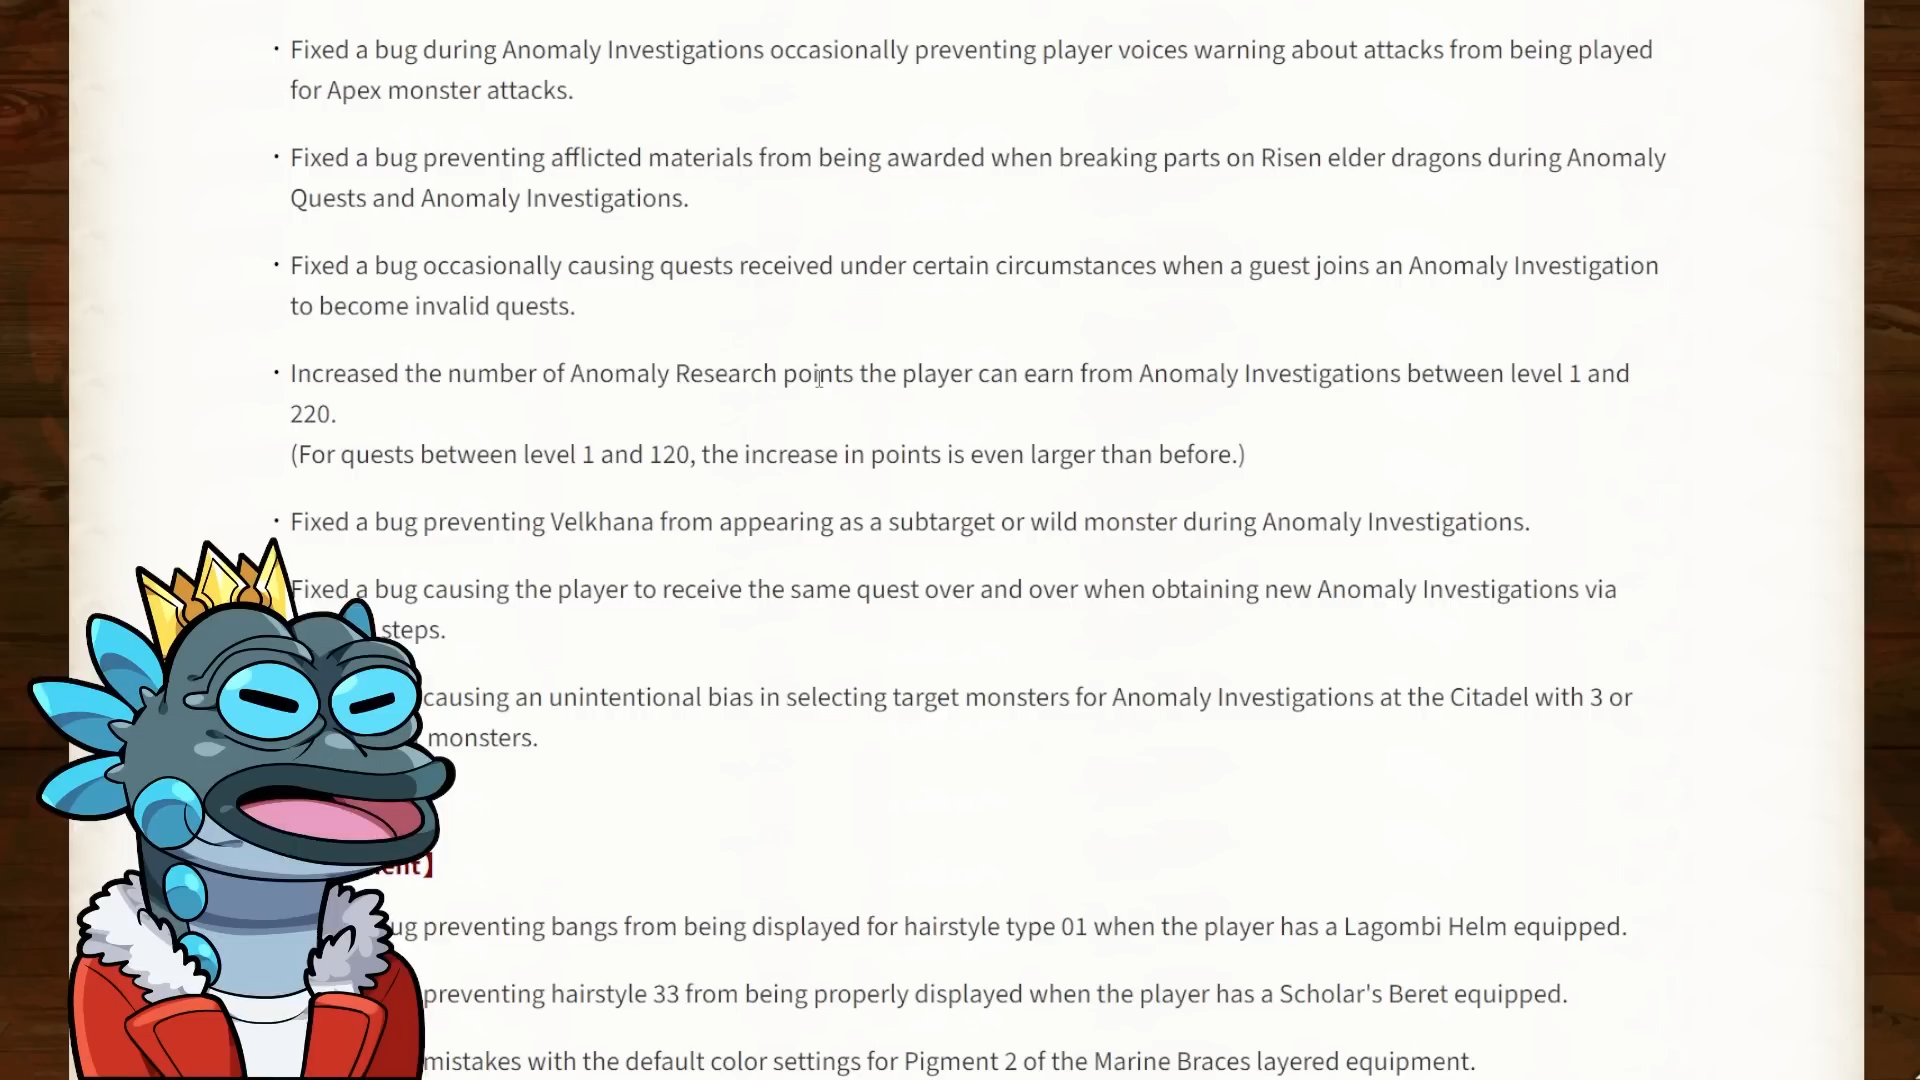 ・Fixed a bug during Anomaly Investigations occasionally preventing player voices warning about attacks from being played
for Apex monster attacks.
・Fixed a bug preventing afflicted materials from being awarded when breaking parts on Risen elder dragons during Anomaly
Quests and Anomaly Investigations.
・Fixed a bug occasionally causing quests received under certain circumstances when a guest joins an Anomaly Investigation
to become invalid quests.
・Increased the number of Anomaly Research points the player can earn from Anomaly Investigations between level 1 and
220.
(For quests between level 1 and 120, the increase in points is even larger than before.)
・Fixed a bug preventing Velkhana from appearing as a subtarget or wild monster during Anomaly Investigations.
Fixed a bug causing the player to receive the same quest over and over when obtaining new Anomaly Investigations via
steps.
causing an unintentional bias in selecting target monsters for Anomaly Investigations at the Citadel with 3 or
monsters.
preventing bangs from being displayed for hairstyle type 01 when the player has a Lagombi Helm equipped.
preventing hairstyle 33 from being properly displayed when the player has a Scholar's Beret equipped.
mistakes with the default color settings for Pigment 2 of the Marine Braces layered equipment.